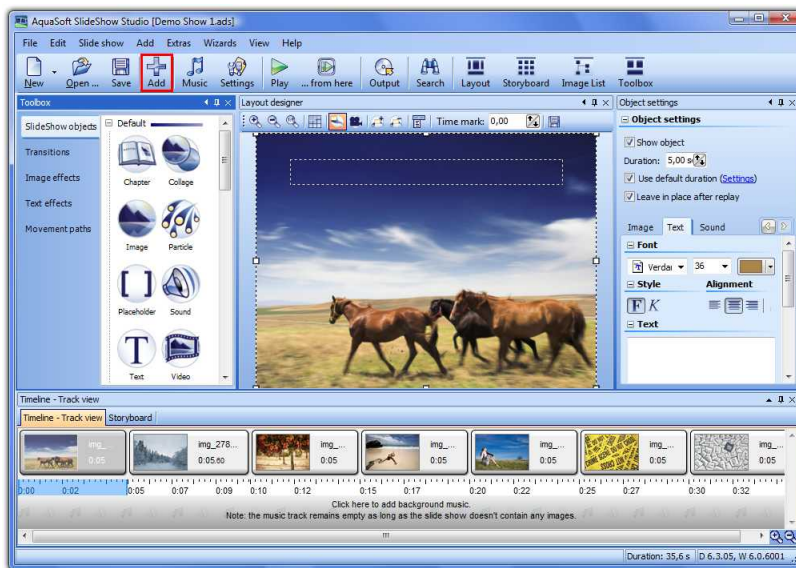 AquaSoft SlideShow Studio [Demo Show 1.ads]
File Edit Slide show Add Extras Wizards View Help
New Open ... Save Add Music Settings Play ... from here Output Search Layout Storyboard Image List Toolbox
Toolbox
SlideShow objects
Transitions
Image effects
Text effects
Movement paths
Default
Chapter Collage
Image Particle
Placeholder Sound
Text Video
Layout designer
Time mark: 0,00
Object settings
Object settings
Show object
Duration: 5,00 s
Use default duration (Settings)
Leave in place after replay
Image Text Sound
Font
Verdai 36
Style Alignment
F K
Text
Timeline - Track view
Timeline - Track view Storyboard
img_... img_278... img_... img_... img_... img_... img_...
0:05 0:05.60 0:05 0:05 0:05 0:05 0:05
0:00 0:02 0:05 0:07 0:09 0:10 0:12 0:15 0:17 0:20 0:22 0:25 0:27 0:30 0:32
Click here to add background music.
Note: the music track remains empty as long as the slide show doesn't contain any images.
Duration: 35,6 s D 6.3.05, W 6.0.6001